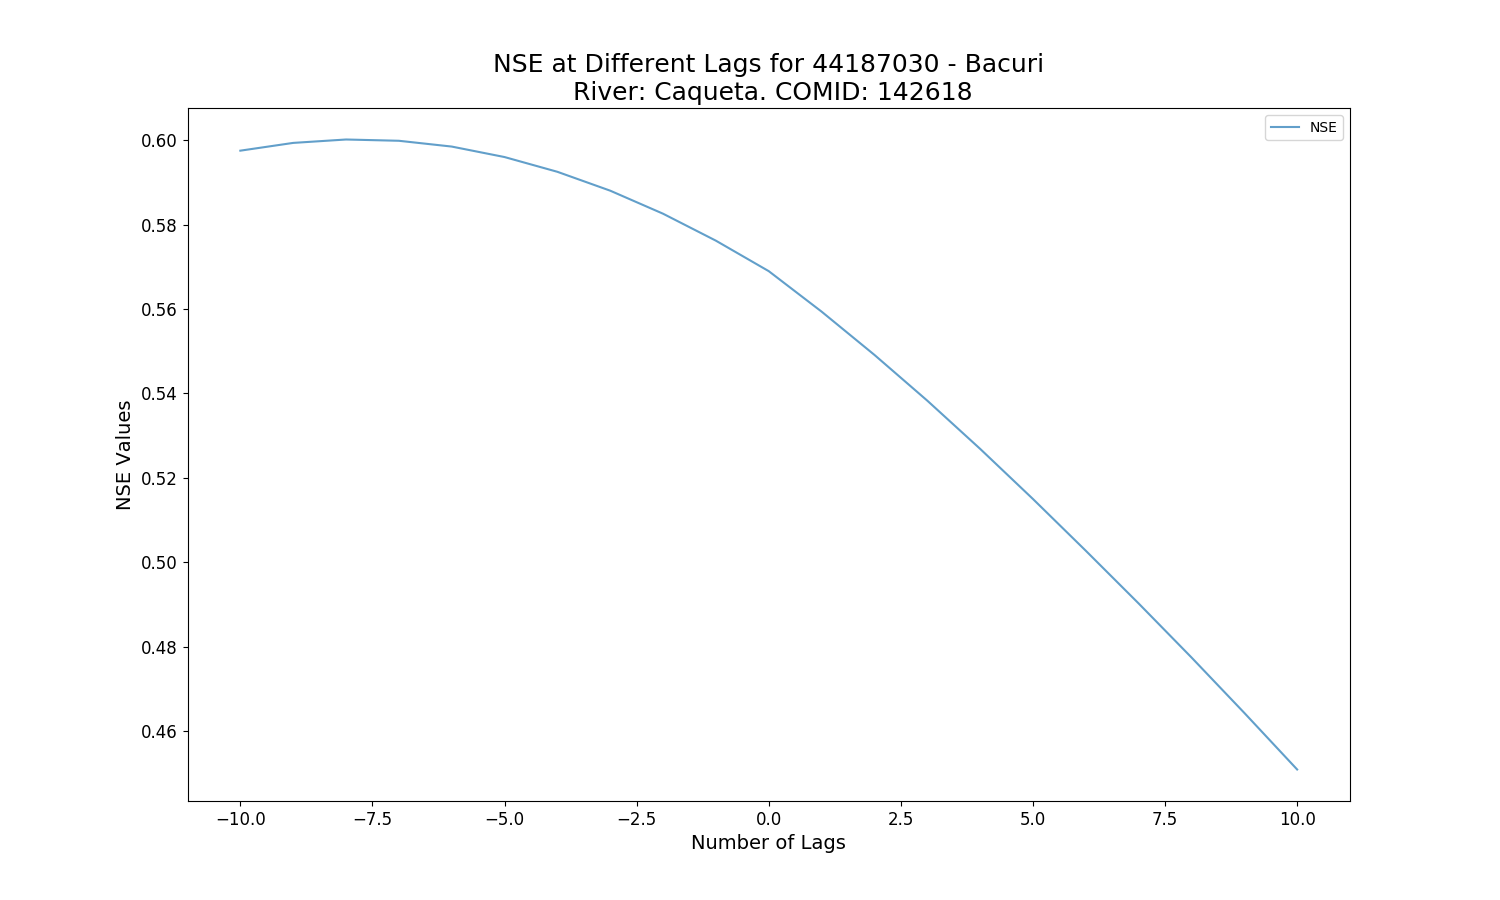 NSE at Different Lags for 44187030 - Bacuri
River: Caqueta. COMID: 142618
NSE
0.60
0.58
0.56
0.54
0.52
0.50
0.48
0.46
NSE Values
−10.0 −7.5 −5.0 −2.5 0.0 2.5 5.0 7.5 10.0
Number of Lags